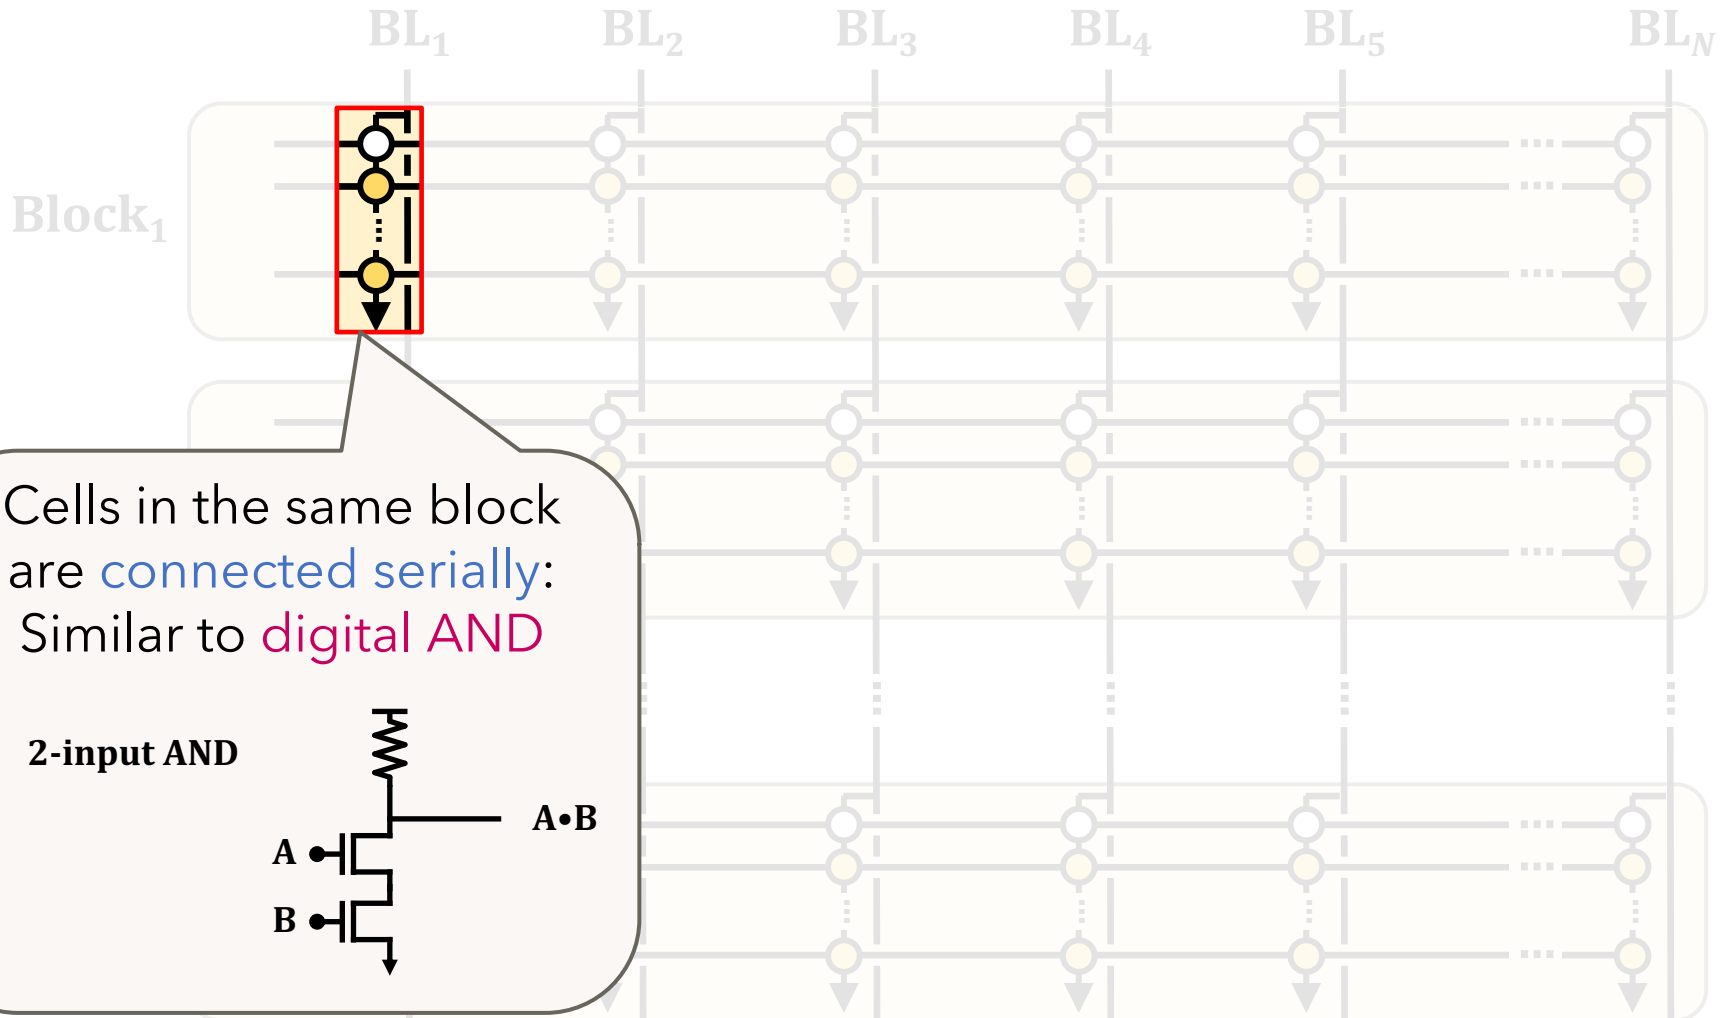 BL₁ BL₂ BL₃ BL₄ BL₅ BL_N
Block₁
Cells in the same block
are connected serially:
Similar to digital AND
2-input AND
A•B
A
B